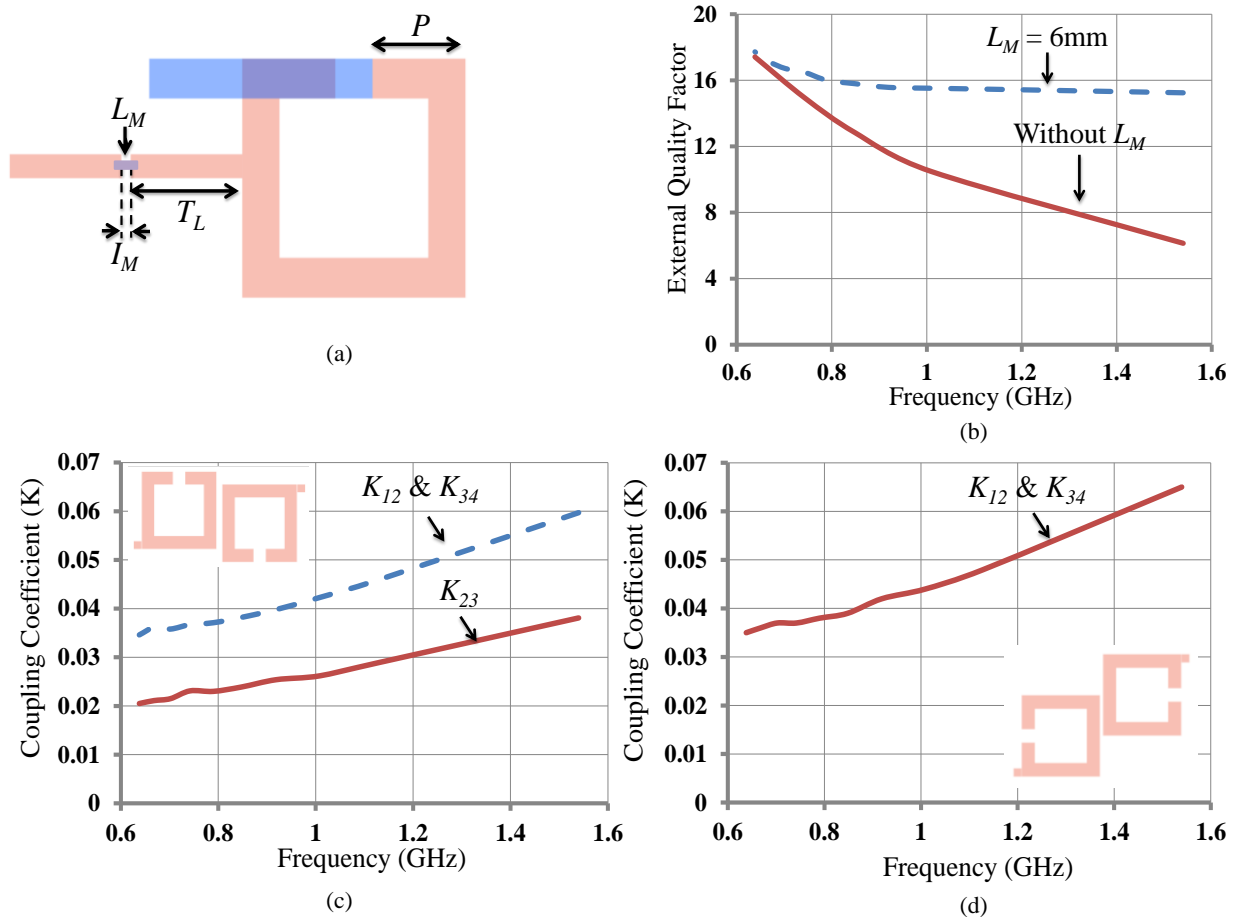 P
L_M
T_L
I_M
(a)
External Quality Factor
20
16
12
8
4
0
L_M = 6mm
Without L_M
0.6 0.8 1 1.2 1.4 1.6
Frequency (GHz)
(b)
Coupling Coefficient (K)
0.07
0.06
0.05
0.04
0.03
0.02
0.01
0
K_12 & K_34
K_23
0.6 0.8 1 1.2 1.4 1.6
Frequency (GHz)
(c)
Coupling Coefficient (K)
0.07
0.06
0.05
0.04
0.03
0.02
0.01
0
K_12 & K_34
0.6 0.8 1 1.2 1.4 1.6
Frequency (GHz)
(d)